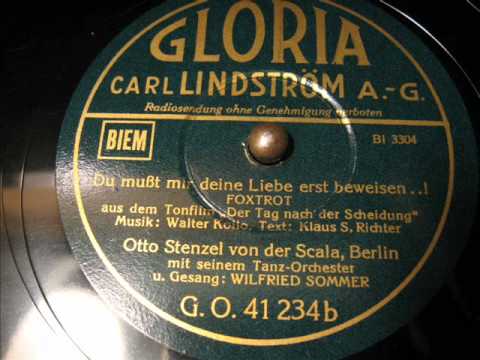 GLORIA
CARL LINDSTRÖM A.-G.
Radiosendung ohne Genehmigung verboten
BIEM
BI 3304
Du mußt mir deine Liebe erst beweisen ..!
FOXTROT
aus dem Tonfilm „Der Tag nach der Scheidung"
Musik: Walter Kollo, Text: Klaus S. Richter
Otto Stenzel von der Scala, Berlin
mit seinem Tanz-Orchester
u. Gesang: WILFRIED SOMMER
G. O. 41 234 b